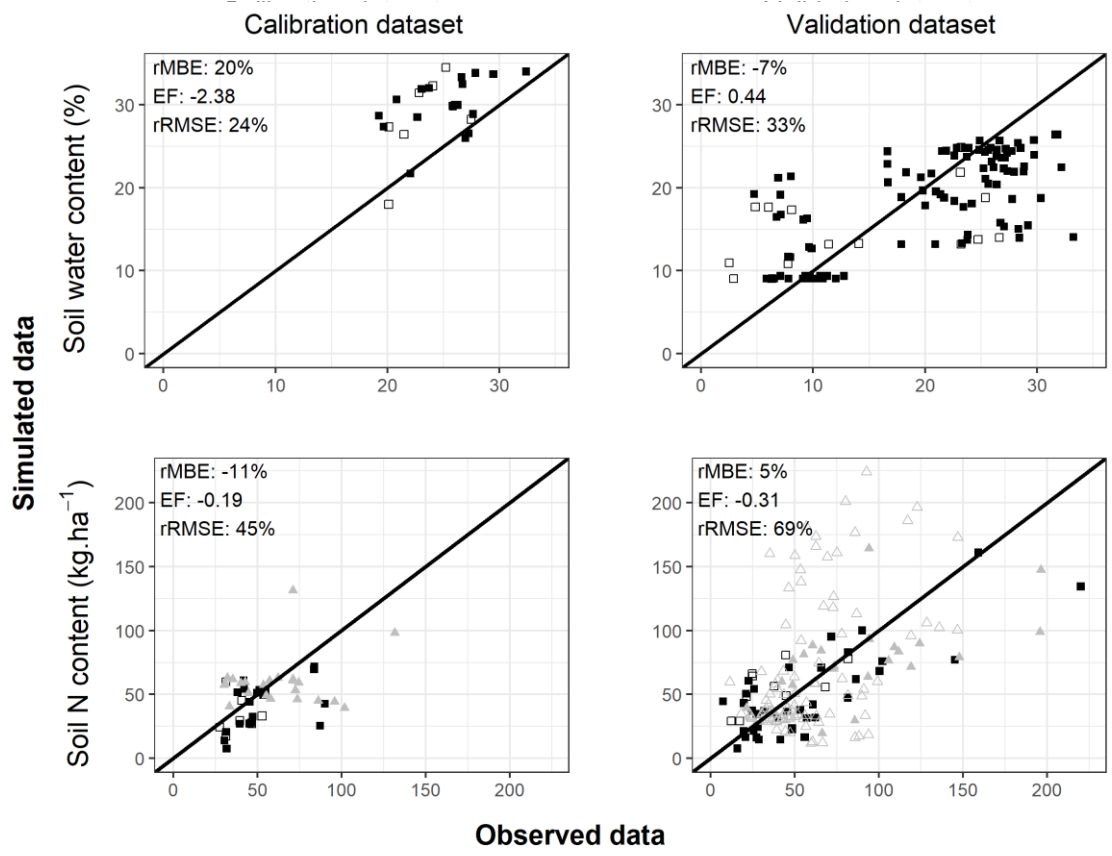 Calibration dataset
Validation dataset
Simulated data
Soil water content (%)
rMBE: 20%
EF: -2.38
rRMSE: 24%
30
20
10
0
0 10 20 30
rMBE: -7%
EF: 0.44
rRMSE: 33%
30
20
10
0
0 10 20 30
Soil N content (kg.ha⁻¹)
rMBE: -11%
EF: -0.19
rRMSE: 45%
200
150
100
50
0
0 50 100 150 200
rMBE: 5%
EF: -0.31
rRMSE: 69%
200
150
100
50
0
0 50 100 150 200
Observed data